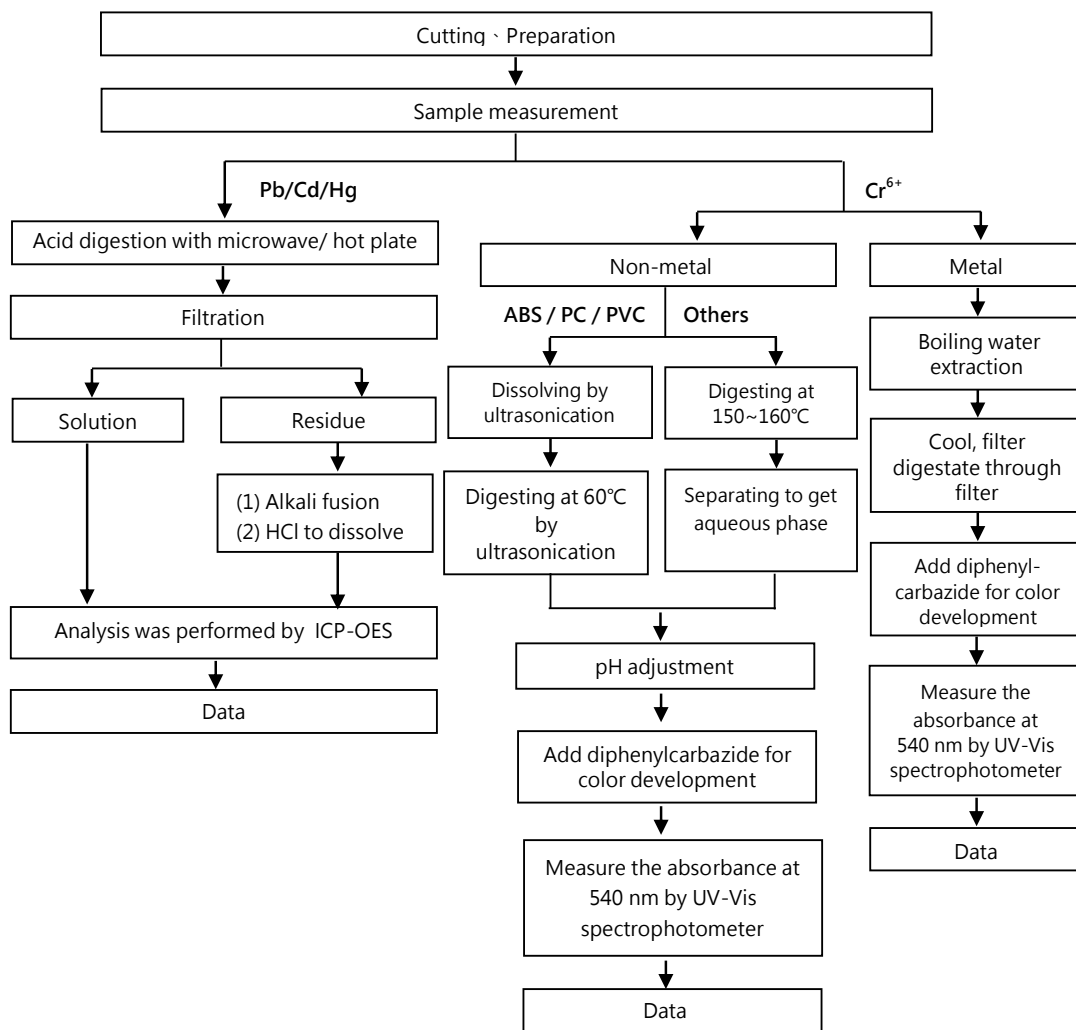 Cutting、Preparation
Sample measurement
Pb/Cd/Hg
Cr6+
Acid digestion with microwave/ hot plate
Filtration
Solution
Residue
(1) Alkali fusion
(2) HCl to dissolve
Analysis was performed by ICP-OES
Data
Non-metal
ABS / PC / PVC
Others
Dissolving by
ultrasonication
Digesting at 60℃
by
ultrasonication
Digesting at
150~160℃
Separating to get
aqueous phase
pH adjustment
Add diphenylcarbazide for
color development
Measure the absorbance at
540 nm by UV-Vis
spectrophotometer
Data
Metal
Boiling water
extraction
Cool, filter
digestate through
filter
Add diphenyl-
carbazide for color
development
Measure the
absorbance at
540 nm by UV-Vis
spectrophotometer
Data